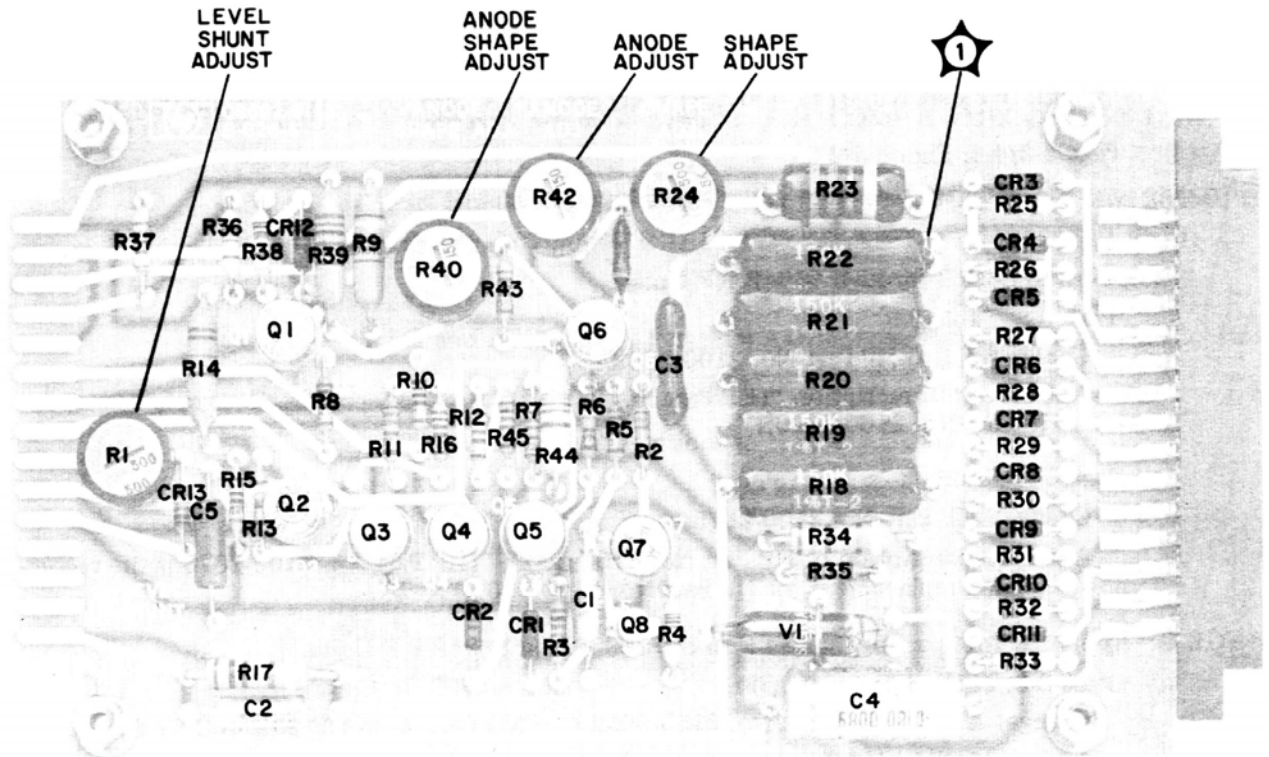 LEVEL
SHUNT
ADJUST
ANODE
SHAPE
ADJUST
ANODE
ADJUST
SHAPE
ADJUST
1
R37
R36
R38
CR12
R39
R9
R40
R42
R43
R24
R23
R22
R21
R20
R19
R18
R34
R35
V1
C4
CR3
R25
CR4
R26
CR5
R27
CR6
R28
CR7
R29
CR8
R30
CR9
R31
CR10
R32
CR11
R33
Q1
Q6
C3
R14
R8
R10
R12
R7
R6
R5
R2
R11
R16
R45
R44
R1
500
500
CR13
C5
R15
R13
Q2
Q3
Q4
Q5
Q7
CR2
CR1
R3
C1
Q8
R4
R17
C2